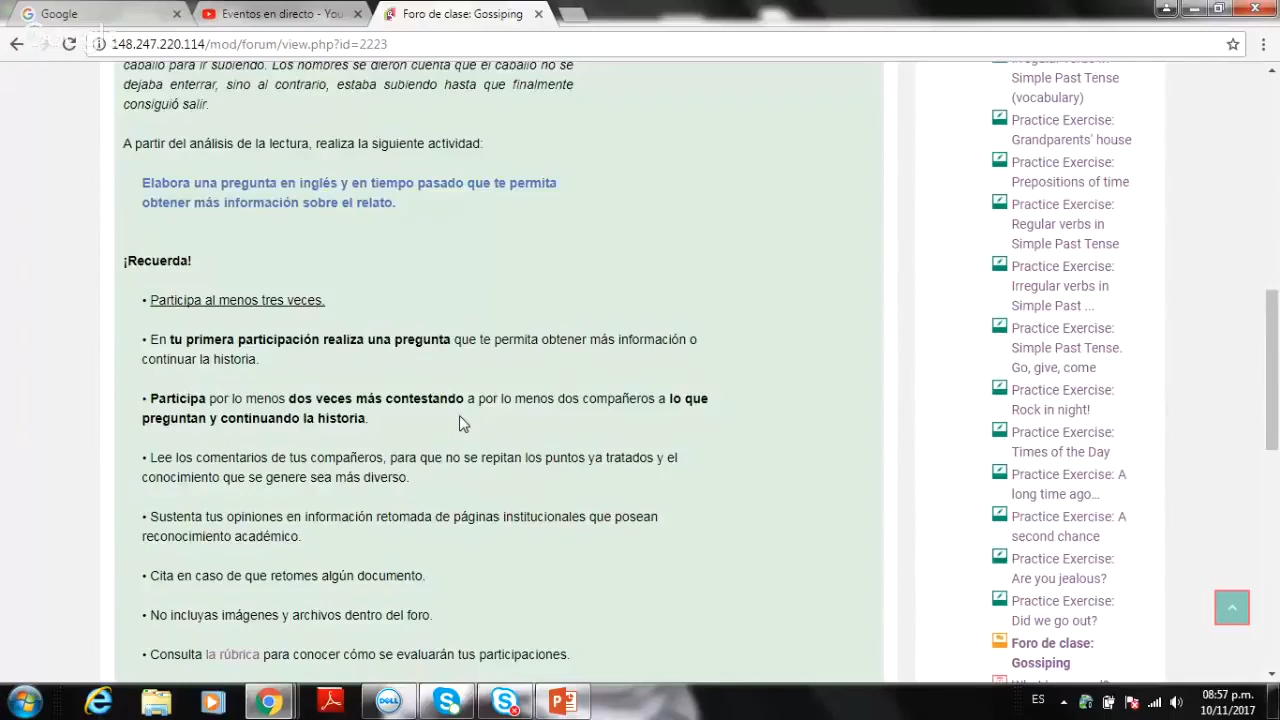 Google
Eventos en directo - You
Foro de clase: Gossiping
148.247.220.114/mod/forum/view.php?id=2223
caballo para ir subiendo. Los hombres se dieron cuenta que el caballo no se
dejaba enterrar, sino al contrario, estaba subiendo hasta que finalmente
consiguió salir.
A partir del análisis de la lectura, realiza la siguiente actividad:
Elabora una pregunta en inglés y en tiempo pasado que te permita
obtener más información sobre el relato.
¡Recuerda!
• Participa al menos tres veces.
• En tu primera participación realiza una pregunta que te permita obtener más información o
continuar la historia.
• Participa por lo menos dos veces más contestando a por lo menos dos compañeros a lo que
preguntan y continuando la historia.
• Lee los comentarios de tus compañeros, para que no se repitan los puntos ya tratados y el
conocimiento que se genere sea más diverso.
• Sustenta tus opiniones en información retomada de páginas institucionales que posean
reconocimiento académico.
• Cita en caso de que retomes algún documento.
• No incluyas imágenes y archivos dentro del foro.
• Consulta la rúbrica para conocer cómo se evaluarán tus participaciones.
Simple Past Tense
(vocabulary)
Practice Exercise:
Grandparents' house
Practice Exercise:
Prepositions of time
Practice Exercise:
Regular verbs in
Simple Past Tense
Practice Exercise:
Irregular verbs in
Simple Past ...
Practice Exercise:
Simple Past Tense.
Go, give, come
Practice Exercise:
Rock in night!
Practice Exercise:
Times of the Day
Practice Exercise: A
long time ago...
Practice Exercise: A
second chance
Practice Exercise:
Are you jealous?
Practice Exercise:
Did we go out?
Foro de clase:
Gossiping
DELL
ES
08:57 p.m.
10/11/2017